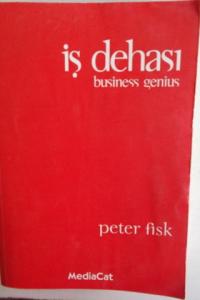 iş dehası
business genius
peter fisk
MediaCat